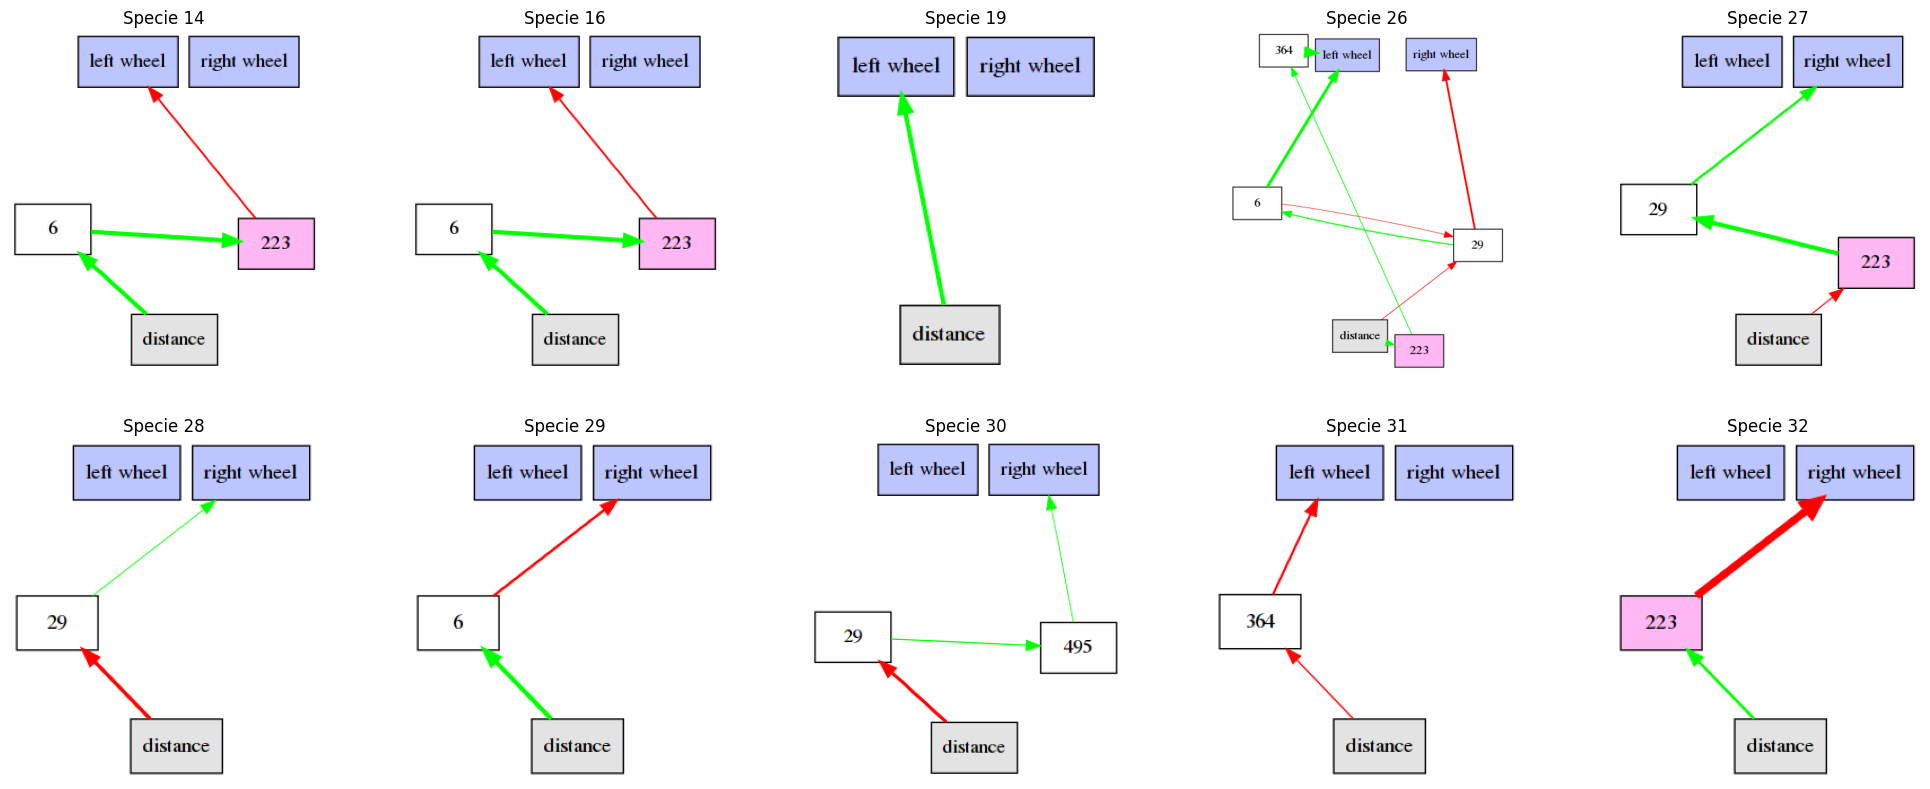 Specie 14
left wheel
right wheel
6
223
distance
Specie 16
left wheel
right wheel
6
223
distance
Specie 19
left wheel
right wheel
distance
Specie 26
364
left wheel
right wheel
6
29
distance
223
Specie 27
left wheel
right wheel
29
223
distance
Specie 28
left wheel
right wheel
29
distance
Specie 29
left wheel
right wheel
6
distance
Specie 30
left wheel
right wheel
29
495
distance
Specie 31
left wheel
right wheel
364
distance
Specie 32
left wheel
right wheel
223
distance